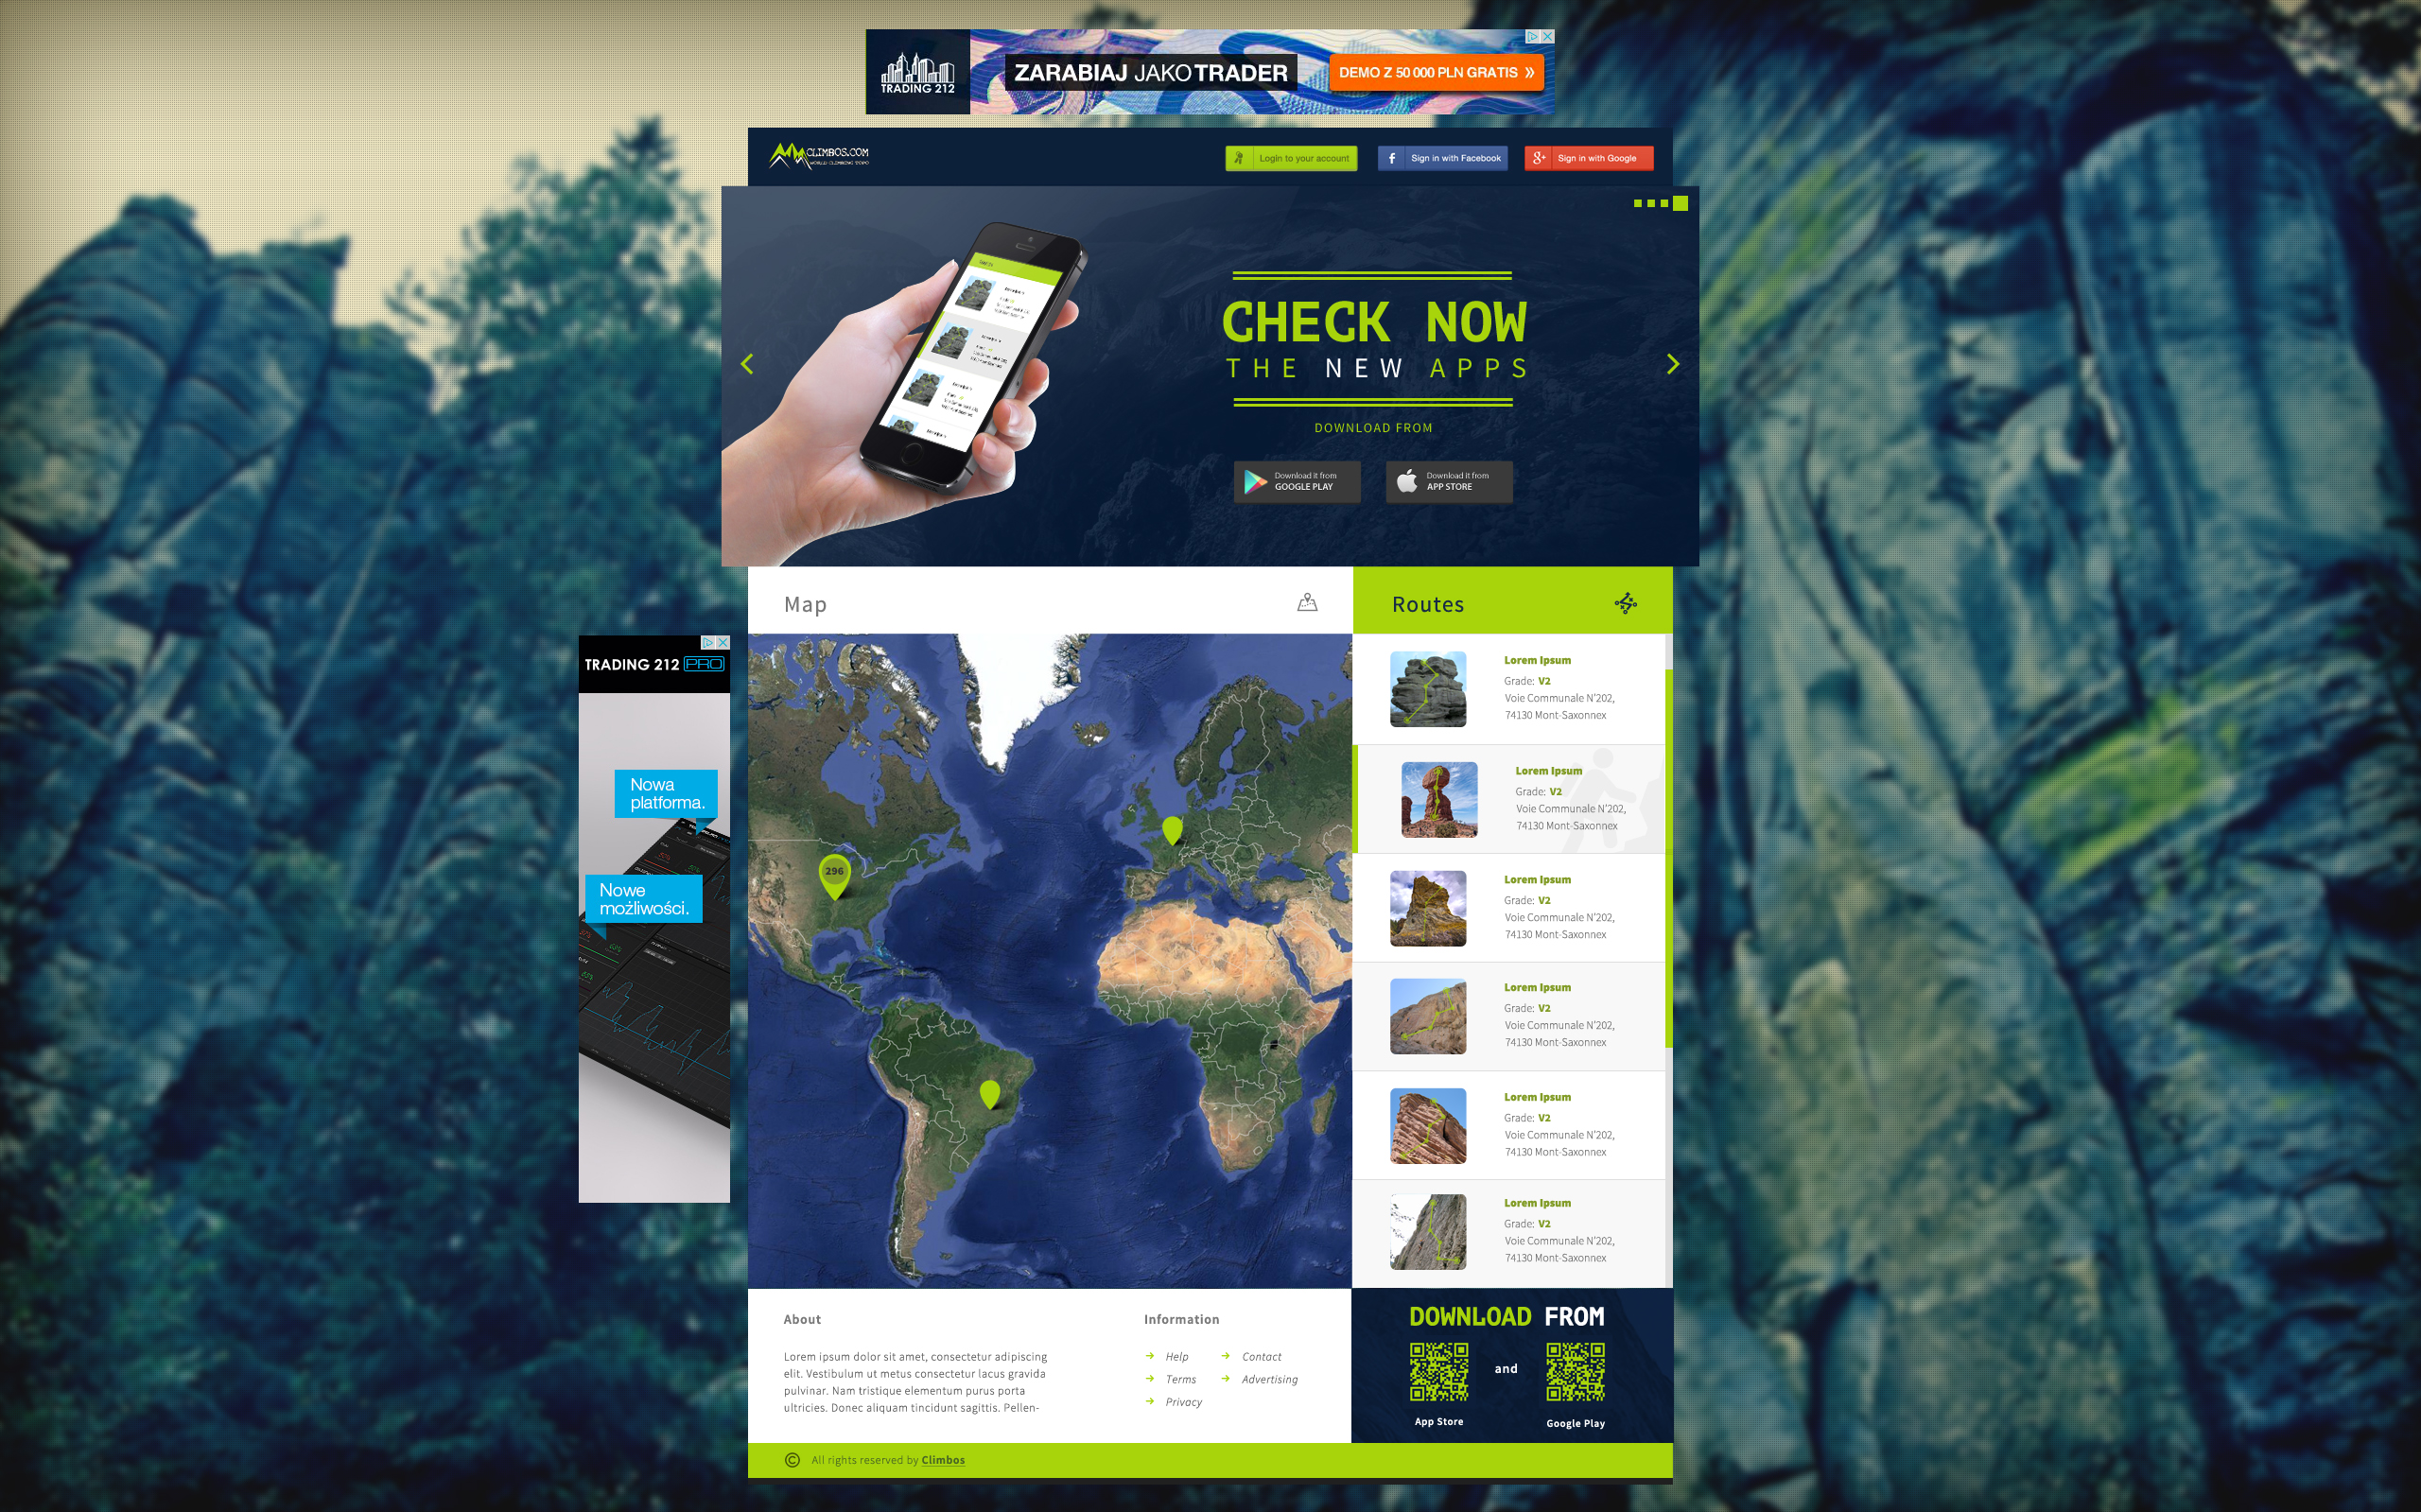 TRADING 212
ZARABIAJ JAKO TRADER
DEMO Z 50 000 PLN GRATIS »
CLIMBOS.COM
WORLD CLIMBING TOPO
Login to your account
Sign in with Facebook
Sign in with Google
CHECK NOW
THE NEW APPS
DOWNLOAD FROM
Download it from
GOOGLE PLAY
Download it from
APP STORE
Map
Routes
TRADING 212 PRO
Nowa
platforma.
Nowe
możliwości.
296
Lorem Ipsum
Grade: V2
Voie Communale N'202,
74130 Mont-Saxonnex
Lorem Ipsum
Grade: V2
Voie Communale N'202,
74130 Mont-Saxonnex
Lorem Ipsum
Grade: V2
Voie Communale N'202,
74130 Mont-Saxonnex
Lorem Ipsum
Grade: V2
Voie Communale N'202,
74130 Mont-Saxonnex
Lorem Ipsum
Grade: V2
Voie Communale N'202,
74130 Mont-Saxonnex
Lorem Ipsum
Grade: V2
Voie Communale N'202,
74130 Mont-Saxonnex
About
Lorem ipsum dolor sit amet, consectetur adipiscing
elit. Vestibulum ut metus consectetur lacus gravida
pulvinar. Nam tristique elementum purus porta
ultricies. Donec aliquam tincidunt sagittis. Pellen-
Information
Help
Contact
Terms
Advertising
Privacy
DOWNLOAD FROM
and
App Store
Google Play
© All rights reserved by Climbos